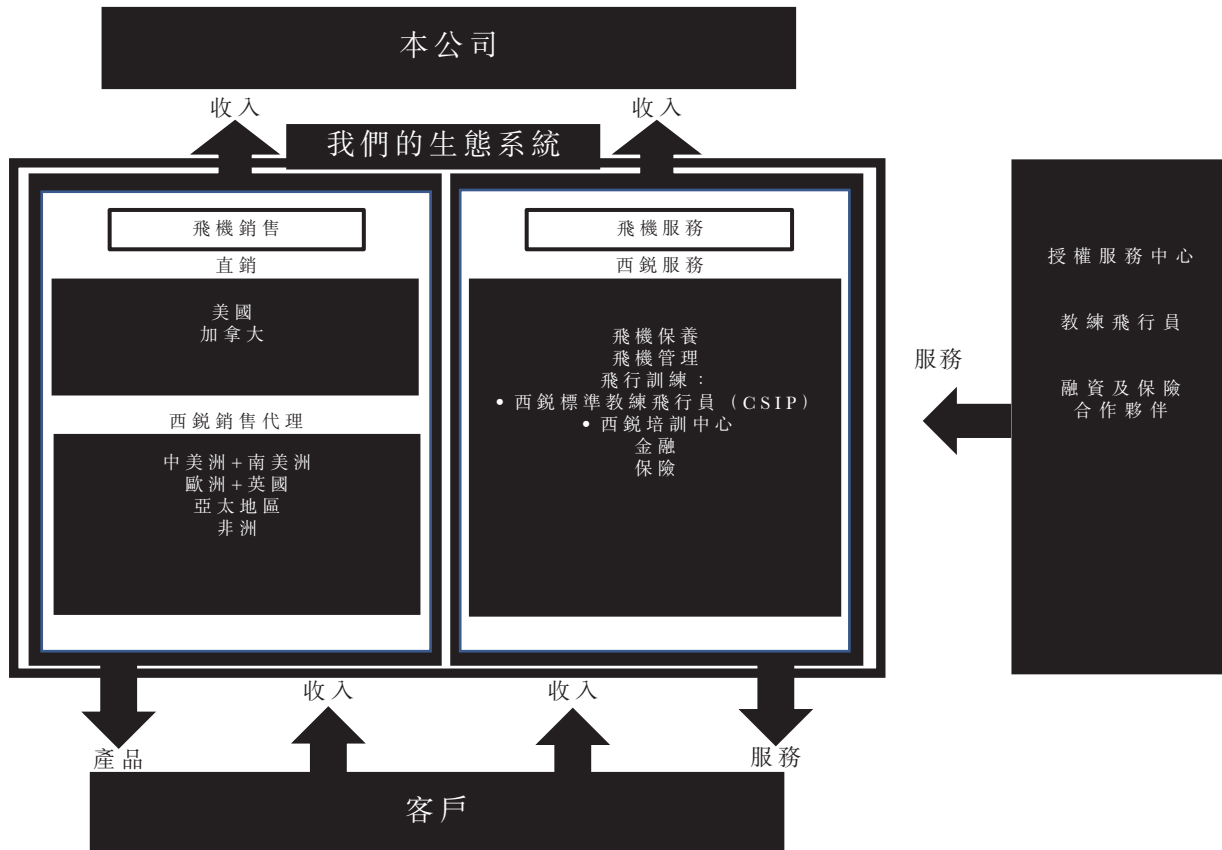 本公司
收入
收入
我們的生態系統
飛機銷售
直銷
美國
加拿大
西鋭銷售代理
中美洲+南美洲
歐洲+英國
亞太地區
非洲
飛機服務
西鋭服務
飛機保養
飛機管理
飛行訓練：
• 西鋭標準教練飛行員（CSIP）
• 西鋭培訓中心
金融
保險
服務
授權服務中心
教練飛行員
融資及保險
合作夥伴
產品
收入
收入
服務
客戶